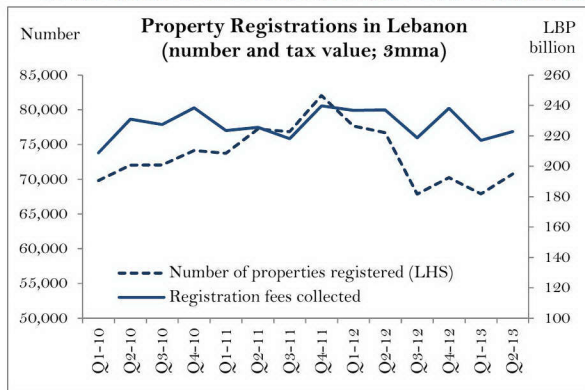 Property Registrations in Lebanon
(number and tax value; 3mma)
Number
LBP
billion
85,000
80,000
75,000
70,000
65,000
60,000
55,000
50,000
260
240
220
200
180
160
140
120
100
Number of properties registered (LHS)
Registration fees collected
Q1-10
Q2-10
Q3-10
Q4-10
Q1-11
Q2-11
Q3-11
Q4-11
Q1-12
Q2-12
Q3-12
Q4-12
Q1-13
Q2-13